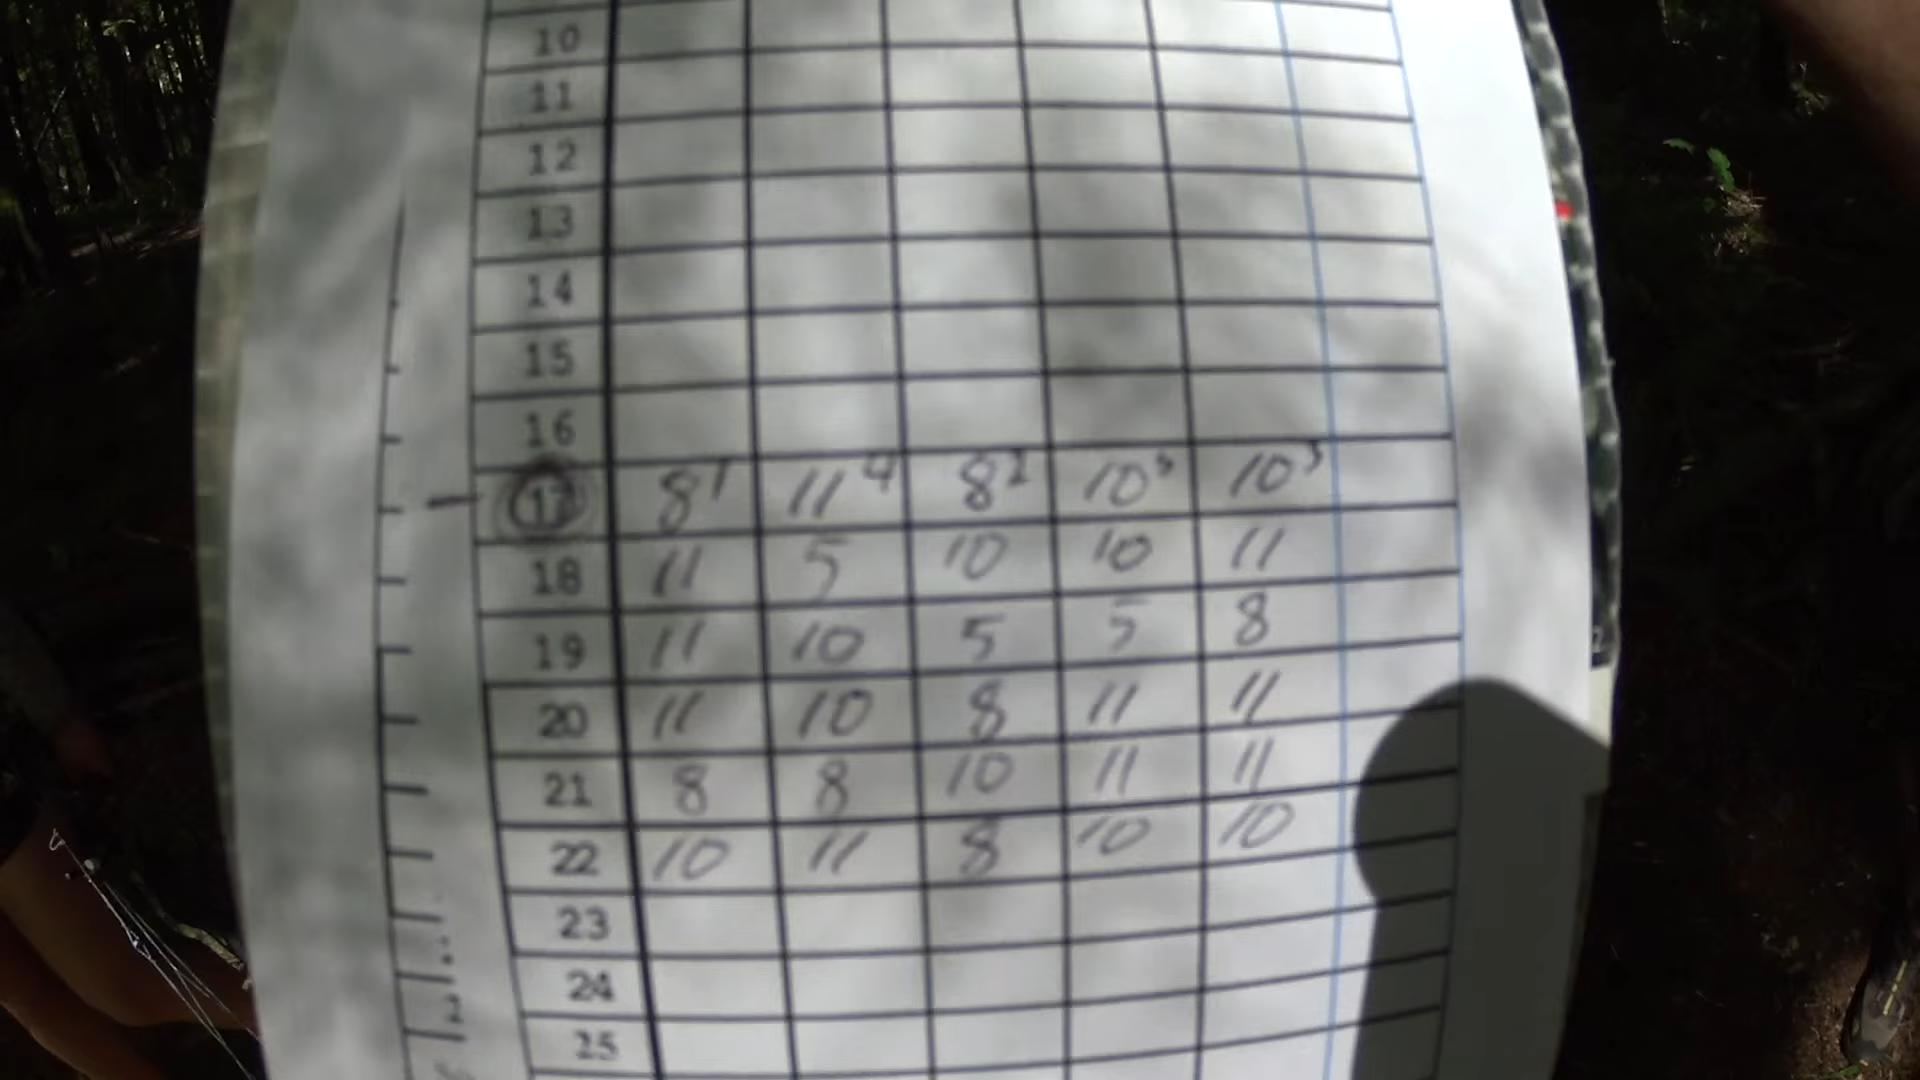 10
11
12
13
14
15
16
17 8¹ 11⁴ 8² 10⁵ 10³
18 11 5 10 10 11
19 11 10 5 5 8
20 11 10 8 11 11
21 8 8 10 11 11
22 10 11 8 10 10
23
24
25